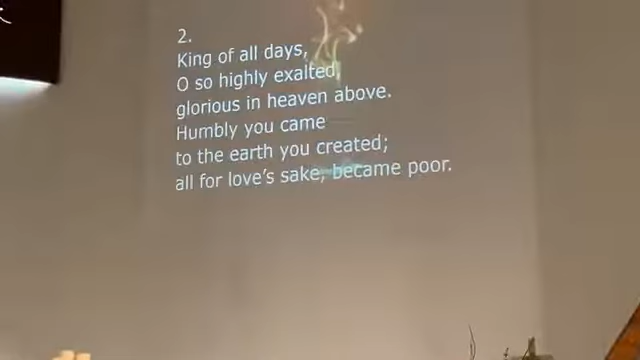 2.
King of all days,
O so highly exalted,
glorious in heaven above.
Humbly you came
to the earth you created;
all for love's sake, became poor.